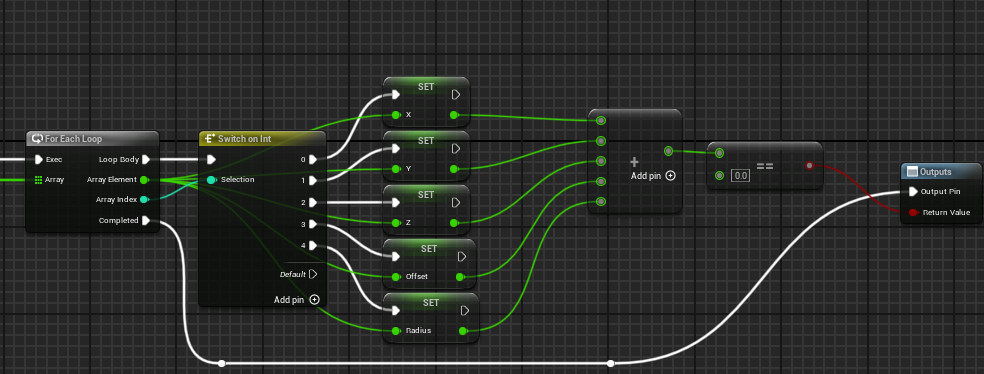 For Each Loop
Exec
Loop Body
Array
Array Element
Array Index
Completed
Switch on Int
Selection
0
1
2
3
4
Default
Add pin
SET
X
SET
Y
SET
Z
SET
Offset
SET
Radius
+
Add pin
0.0
==
Outputs
Output Pin
Return Value